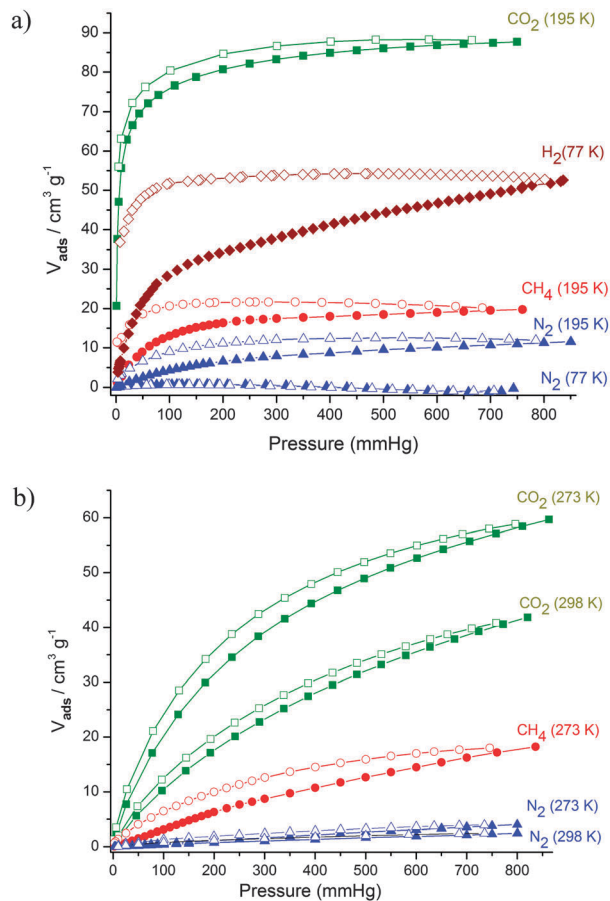 a)
CO₂ (195 K)
90
80
70
60
50
40
30
20
10
0
H₂(77 K)
CH₄ (195 K)
N₂ (195 K)
N₂ (77 K)
V_ads / cm³ g⁻¹
0 100 200 300 400 500 600 700 800
Pressure (mmHg)
b)
CO₂ (273 K)
60
50
40
30
20
10
0
CO₂ (298 K)
CH₄ (273 K)
N₂ (273 K)
N₂ (298 K)
V_ads / cm³ g⁻¹
0 100 200 300 400 500 600 700 800
Pressure (mmHg)